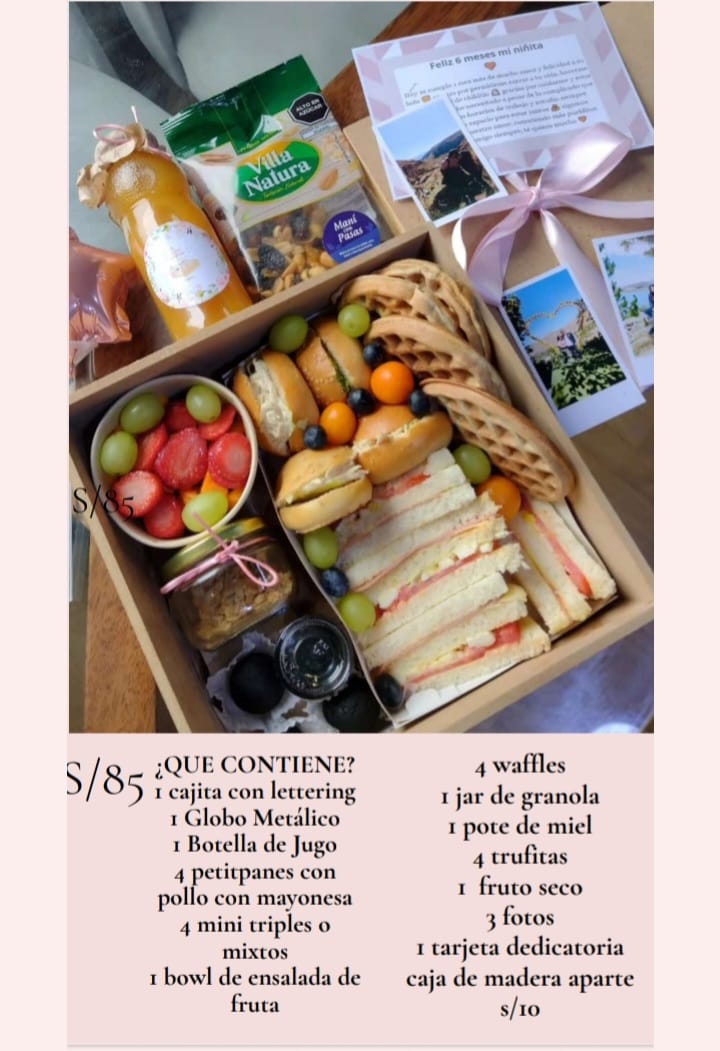 Feliz 6 meses mi niñita
ALTO EN
AZÚCAR
Villa
Natura
Maní
con
Pasas
S/85
S/85
¿QUE CONTIENE?
1 cajita con lettering
1 Globo Metálico
1 Botella de Jugo
4 petitpanes con
pollo con mayonesa
4 mini triples o
mixtos
1 bowl de ensalada de
fruta
4 waffles
1 jar de granola
1 pote de miel
4 trufitas
1 fruto seco
3 fotos
1 tarjeta dedicatoria
caja de madera aparte
s/10